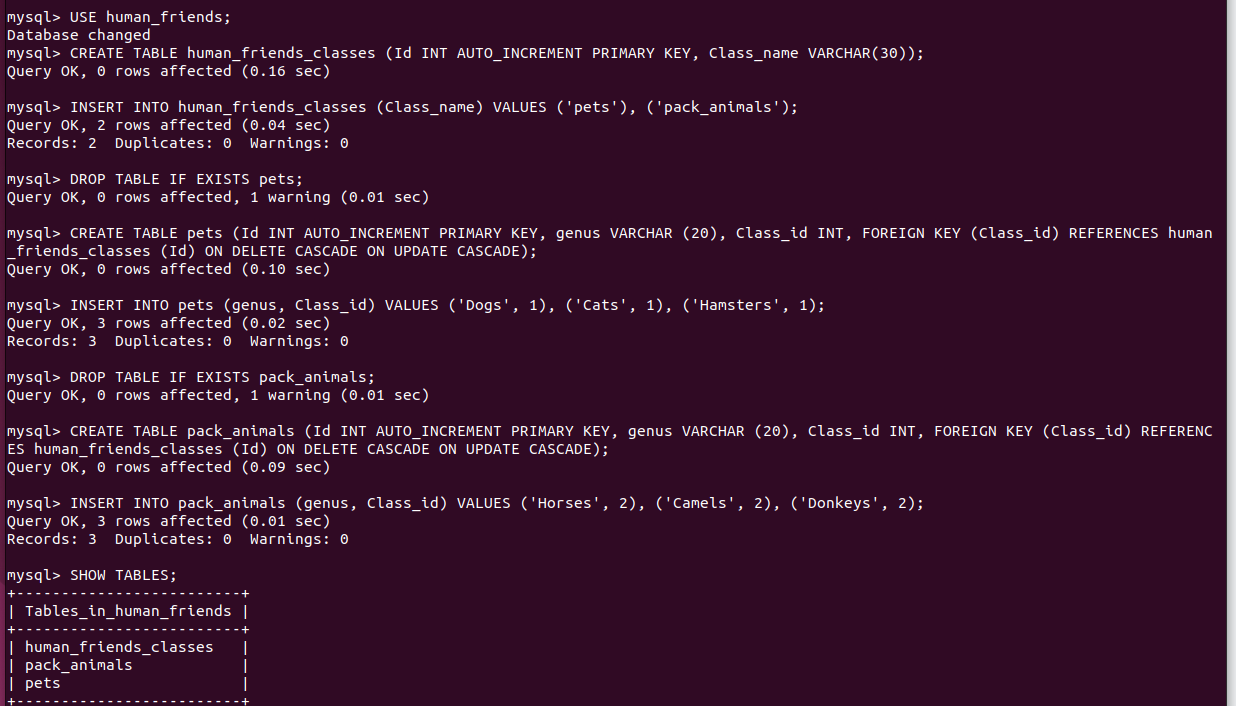 mysql> USE human_friends;
Database changed
mysql> CREATE TABLE human_friends_classes (Id INT AUTO_INCREMENT PRIMARY KEY, Class_name VARCHAR(30));
Query OK, 0 rows affected (0.16 sec)
mysql> INSERT INTO human_friends_classes (Class_name) VALUES ('pets'), ('pack_animals');
Query OK, 2 rows affected (0.04 sec)
Records: 2  Duplicates: 0  Warnings: 0
mysql> DROP TABLE IF EXISTS pets;
Query OK, 0 rows affected, 1 warning (0.01 sec)
mysql> CREATE TABLE pets (Id INT AUTO_INCREMENT PRIMARY KEY, genus VARCHAR (20), Class_id INT, FOREIGN KEY (Class_id) REFERENCES human
_friends_classes (Id) ON DELETE CASCADE ON UPDATE CASCADE);
Query OK, 0 rows affected (0.10 sec)
mysql> INSERT INTO pets (genus, Class_id) VALUES ('Dogs', 1), ('Cats', 1), ('Hamsters', 1);
Query OK, 3 rows affected (0.02 sec)
Records: 3  Duplicates: 0  Warnings: 0
mysql> DROP TABLE IF EXISTS pack_animals;
Query OK, 0 rows affected, 1 warning (0.01 sec)
mysql> CREATE TABLE pack_animals (Id INT AUTO_INCREMENT PRIMARY KEY, genus VARCHAR (20), Class_id INT, FOREIGN KEY (Class_id) REFERENC
ES human_friends_classes (Id) ON DELETE CASCADE ON UPDATE CASCADE);
Query OK, 0 rows affected (0.09 sec)
mysql> INSERT INTO pack_animals (genus, Class_id) VALUES ('Horses', 2), ('Camels', 2), ('Donkeys', 2);
Query OK, 3 rows affected (0.01 sec)
Records: 3  Duplicates: 0  Warnings: 0
mysql> SHOW TABLES;
+-------------------------+
| Tables_in_human_friends |
+-------------------------+
| human_friends_classes   |
| pack_animals            |
| pets                    |
+-------------------------+